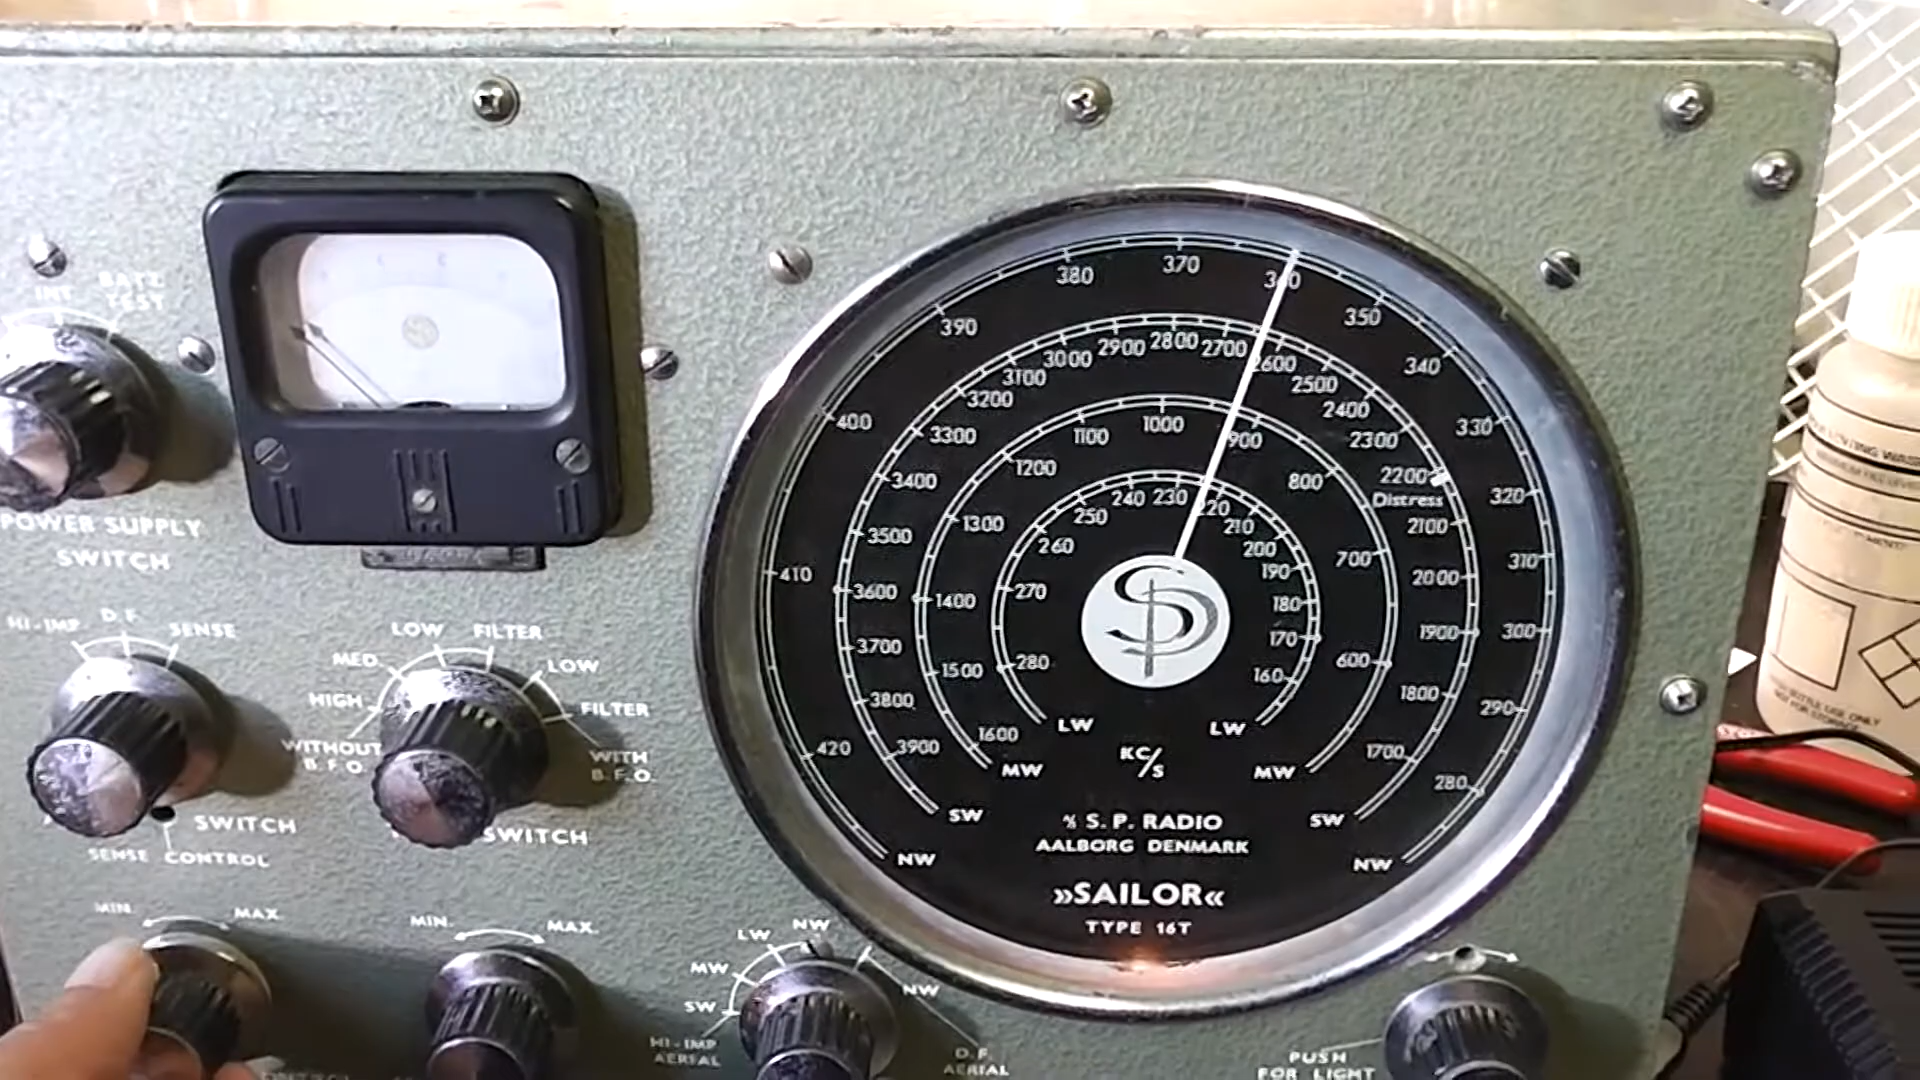 INT
BATT. TEST
POWER SUPPLY
SWITCH
HI-IMP.
D.F.
SENSE
SWITCH
SENSE CONTROL
LOW
FILTER
MED.
LOW
HIGH
FILTER
WITHOUT
B.F.O.
WITH
B.F.O.
SWITCH
MIN.
MAX.
MIN.
MAX.
NW
LW
MW
SW
NW
HI-IMP
AERIAL
D.F.
AERIAL
PUSH
FOR LIGHT
420 410 400 390 380 370 360 350 340 330 320 310 300 290 280
3900 3800 3700 3600 3500 3400 3300 3200 3100 3000 2900 2800 2700 2600 2500 2400 2300 2200
Distress
2100 2000 1900 1800 1700
1600 1500 1400 1300 1200 1100 1000 900 800 700 600
280 270 260 250 240 230 220 210 200 190 180 170 160
LW
LW
MW
MW
SW
SW
NW
NW
KC/S
A/S S. P. RADIO
AALBORG DENMARK
»SAILOR«
TYPE 16T